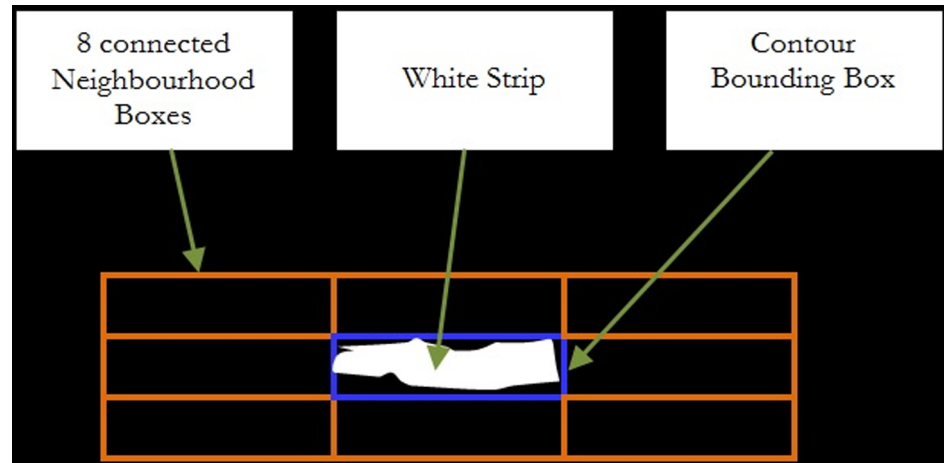 8 connected
Neighbourhood
Boxes
White Strip
Contour
Bounding Box